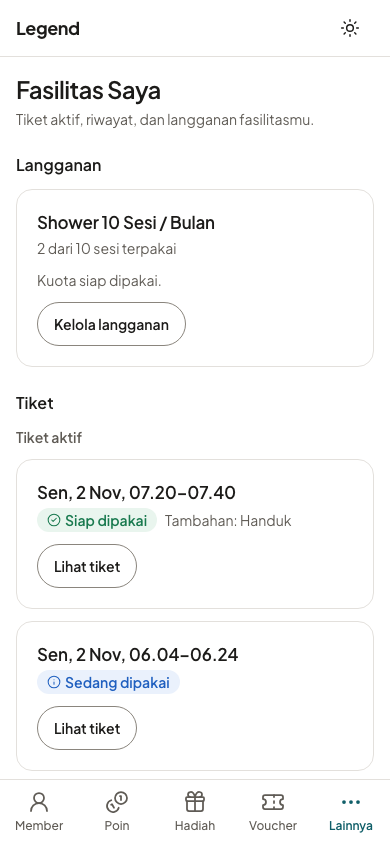 Legend
Fasilitas Saya
Tiket aktif, riwayat, dan langganan fasilitasmu.
Langganan
Shower 10 Sesi / Bulan
2 dari 10 sesi terpakai
Kuota siap dipakai.
Kelola langganan
Tiket
Tiket aktif
Sen, 2 Nov, 07.20–07.40
Siap dipakai Tambahan: Handuk
Lihat tiket
Sen, 2 Nov, 06.04–06.24
Sedang dipakai
Lihat tiket
Member Poin Hadiah Voucher Lainnya